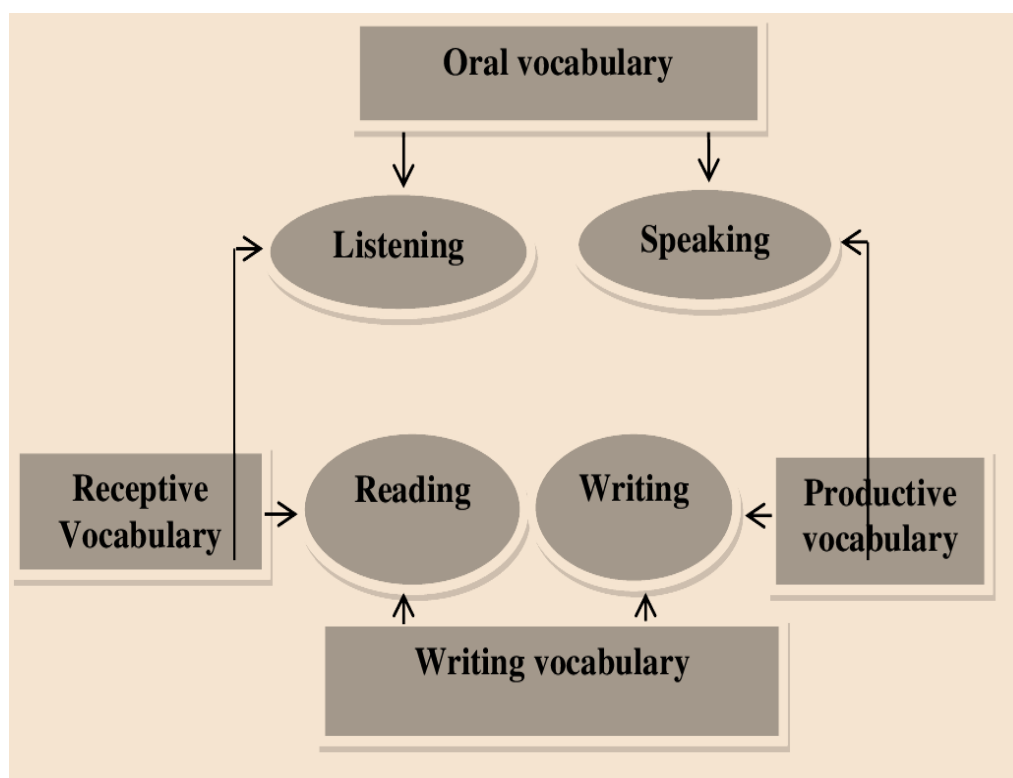 Oral vocabulary
Listening
Speaking
Receptive
Vocabulary
Reading
Writing
Productive
vocabulary
Writing vocabulary